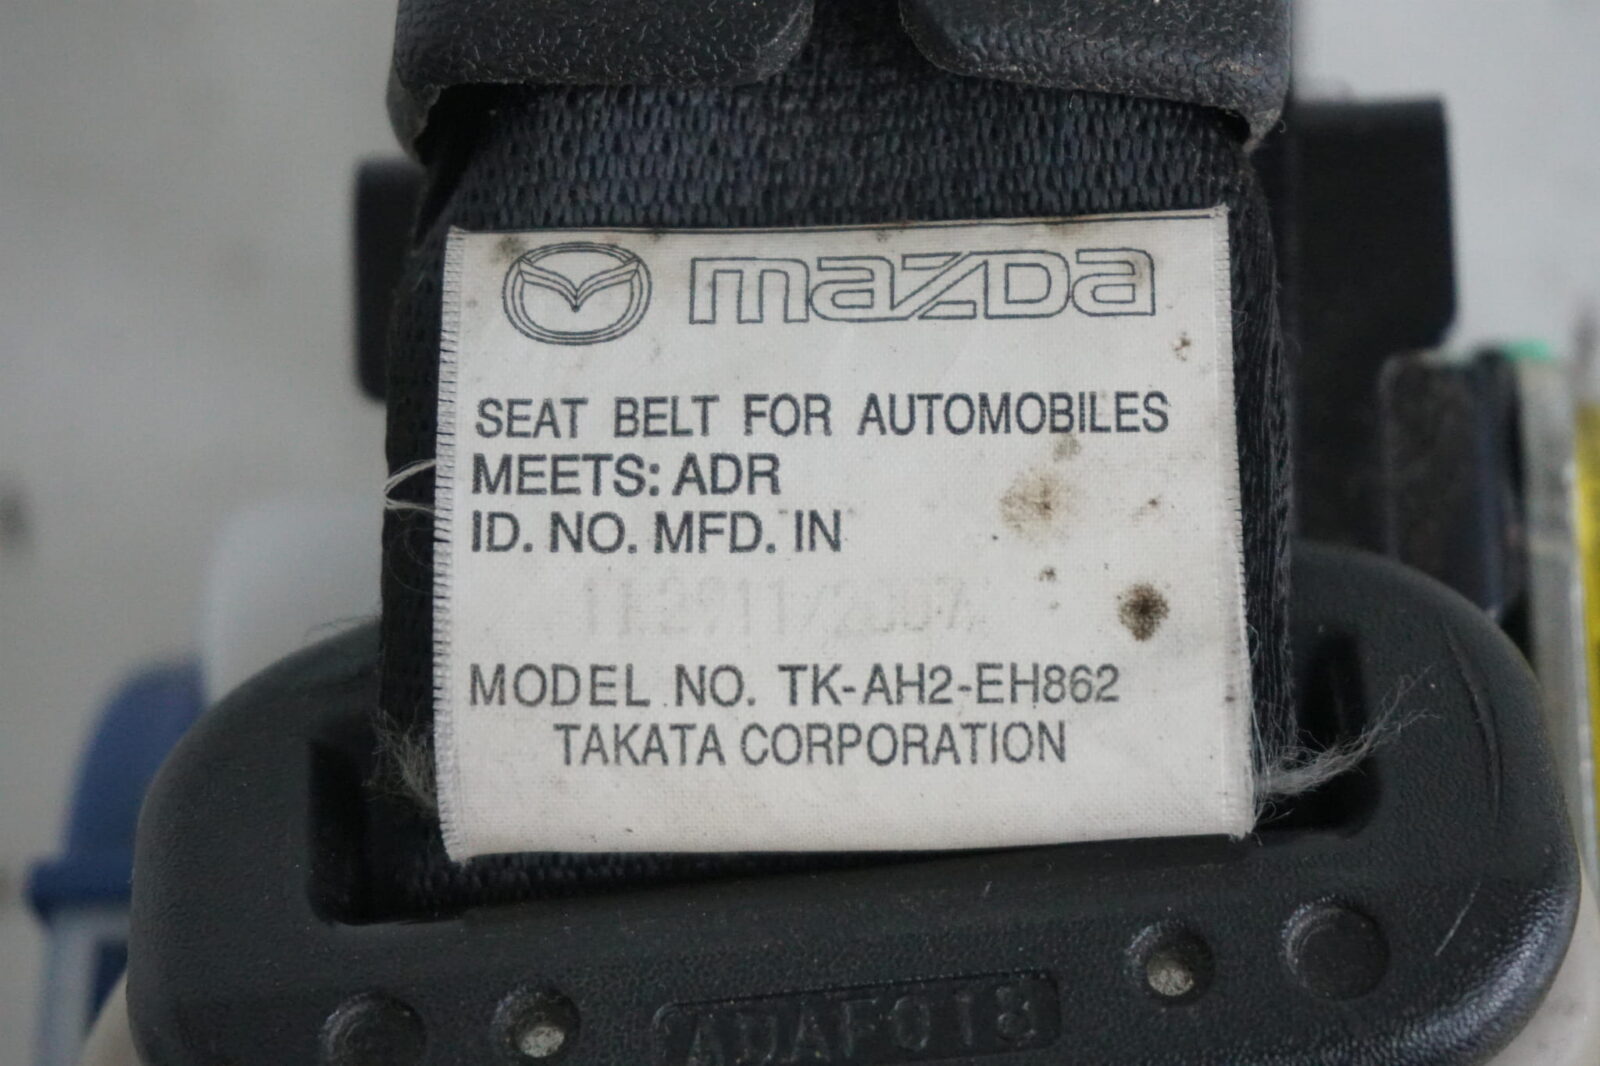 mazda
SEAT BELT FOR AUTOMOBILES
MEETS: ADR
ID. NO. MFD. IN
MODEL NO. TK-AH2-EH862
TAKATA CORPORATION